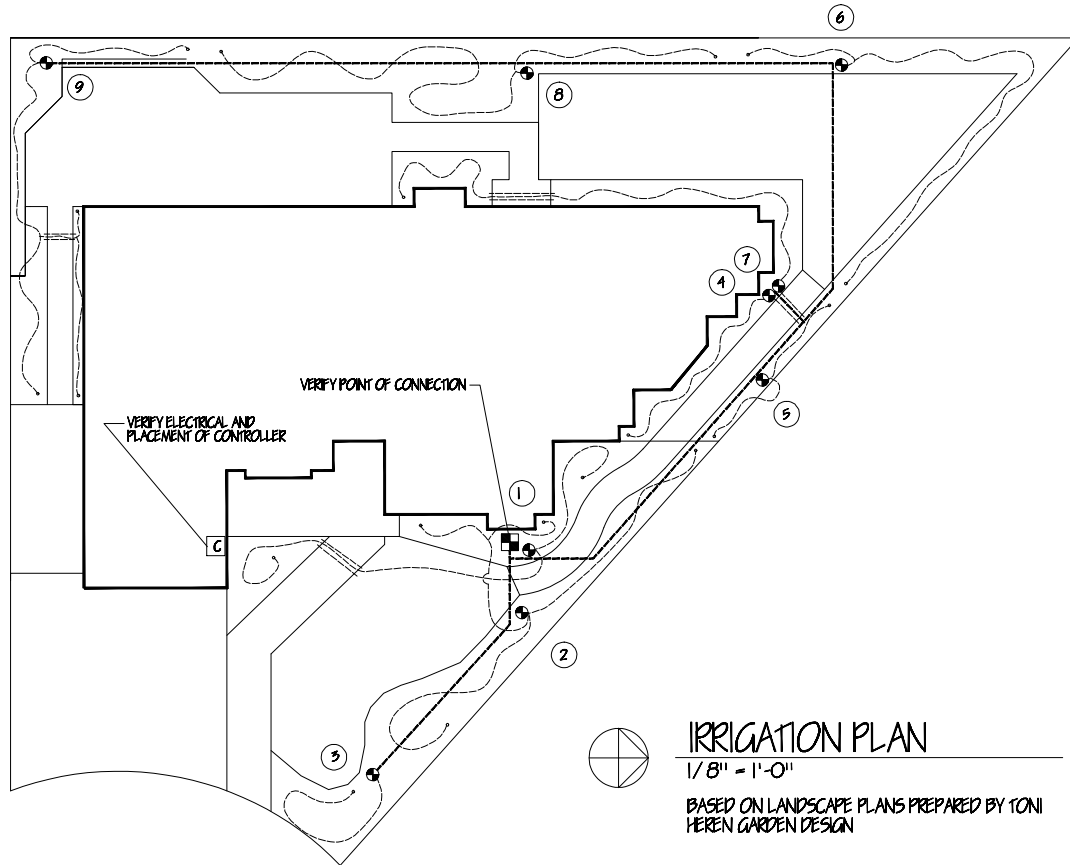 6
9
8
7
4
VERIFY POINT OF CONNECTION
5
VERIFY ELECTRICAL AND
PLACEMENT OF CONTROLLER
1
C
2
3
IRRIGATION PLAN
1/8" = 1'-0"
BASED ON LANDSCAPE PLANS PREPARED BY TONI
HEREN GARDEN DESIGN